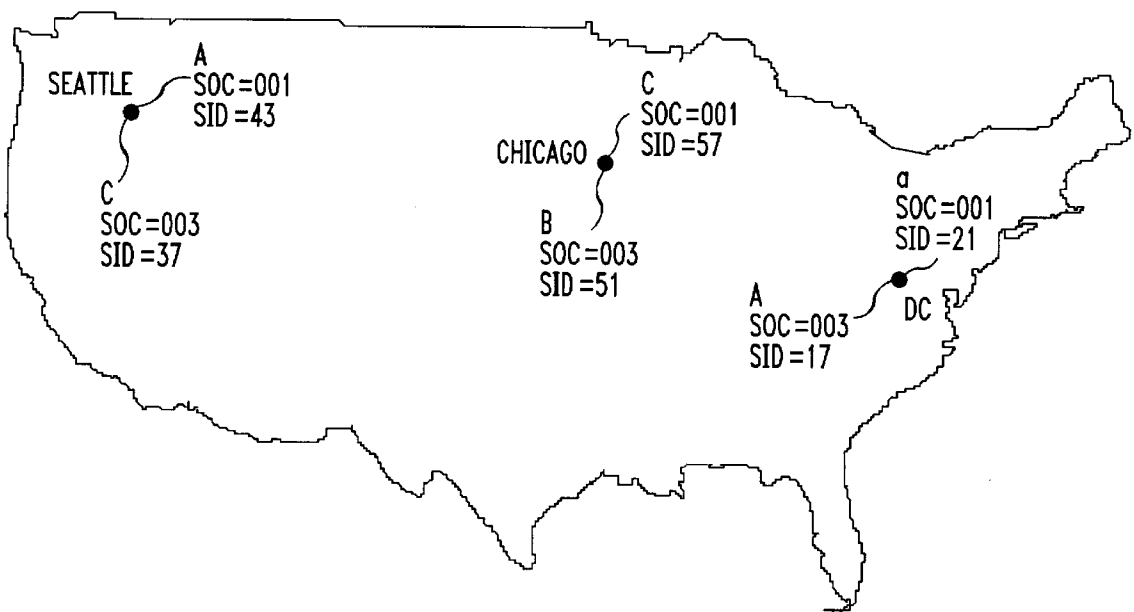 A
SOC=001
SID=43
SEATTLE
C
SOC=003
SID=37
C
SOC=001
SID=57
CHICAGO
B
SOC=003
SID=51
a
SOC=001
SID=21
DC
A
SOC=003
SID=17